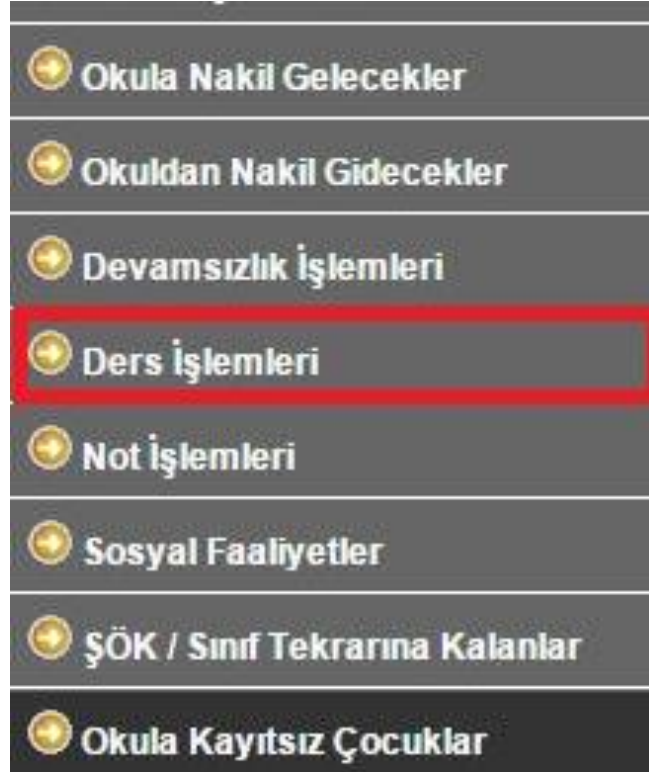 Okula Nakil Gelecekler
Okuldan Nakil Gidecekler
Devamsızlık İşlemleri
Ders İşlemleri
Not İşlemleri
Sosyal Faaliyetler
ŞÖK / Sınıf Tekrarına Kalanlar
Okula Kayıtsız Çocuklar